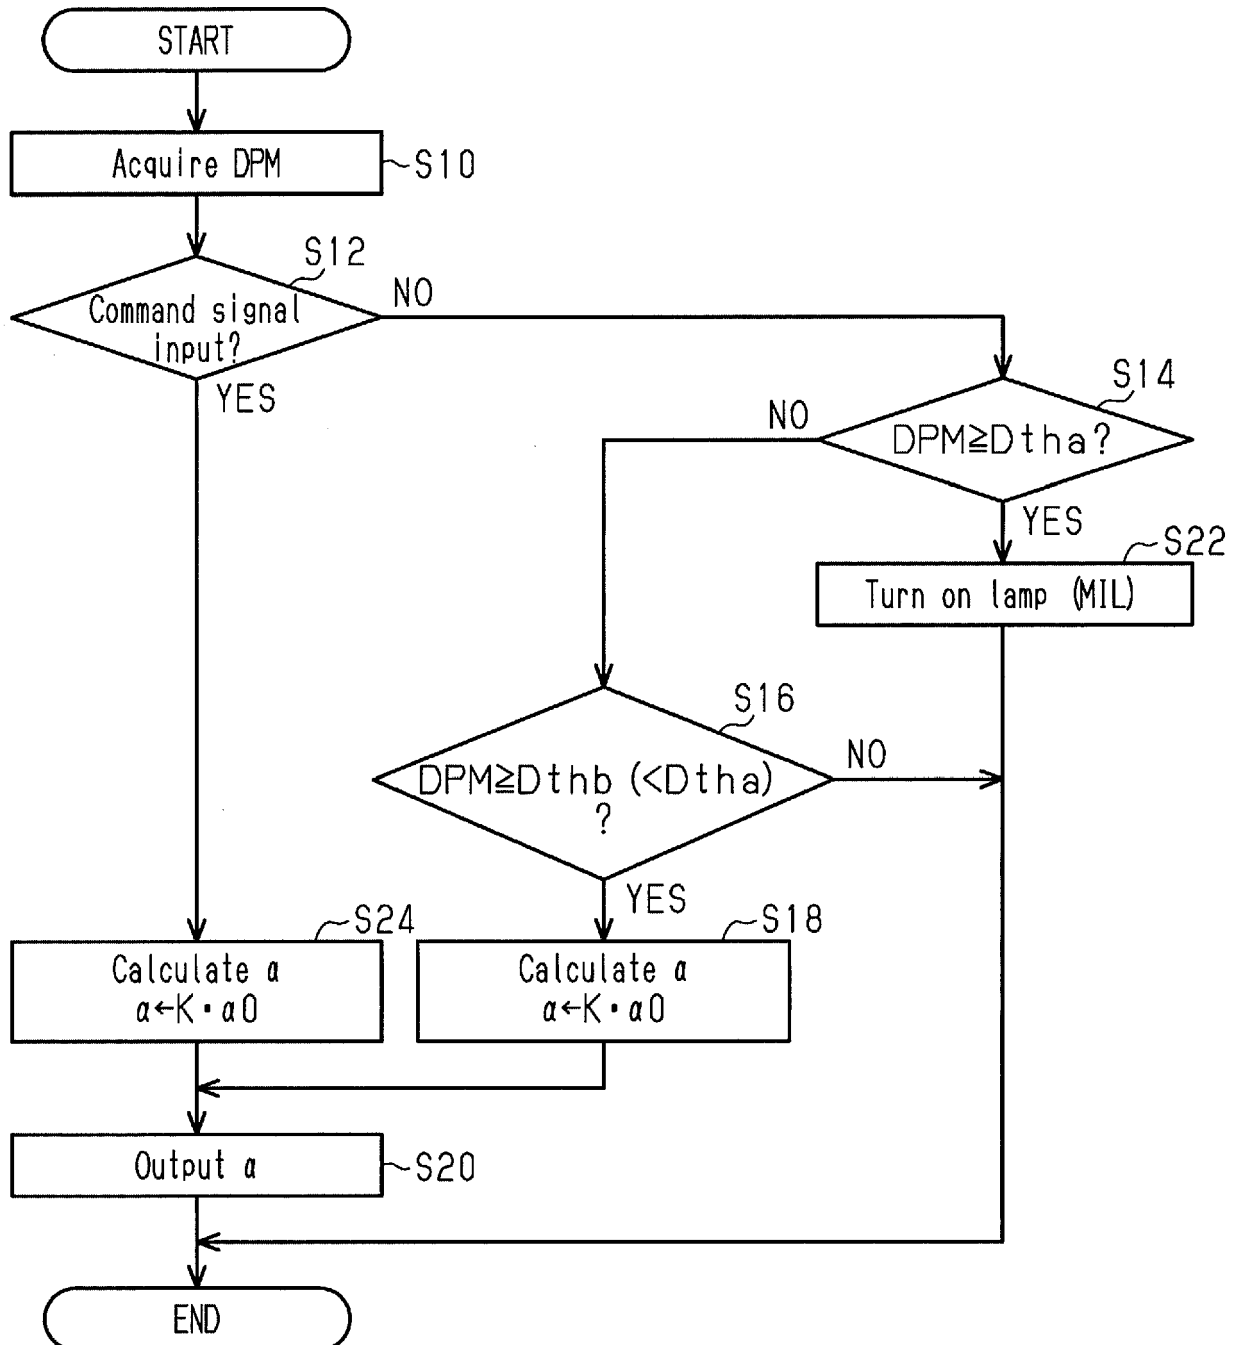 START
Acquire DPM
S10
S12
Command signal
input?
NO
YES
S14
NO
DPM≧Dtha?
YES
S22
Turn on lamp (MIL)
S16
DPM≧Dthb (<Dtha)
?
NO
YES
S24
Calculate α
α←K・α0
S18
Calculate α
α←K・α0
Output α
S20
END